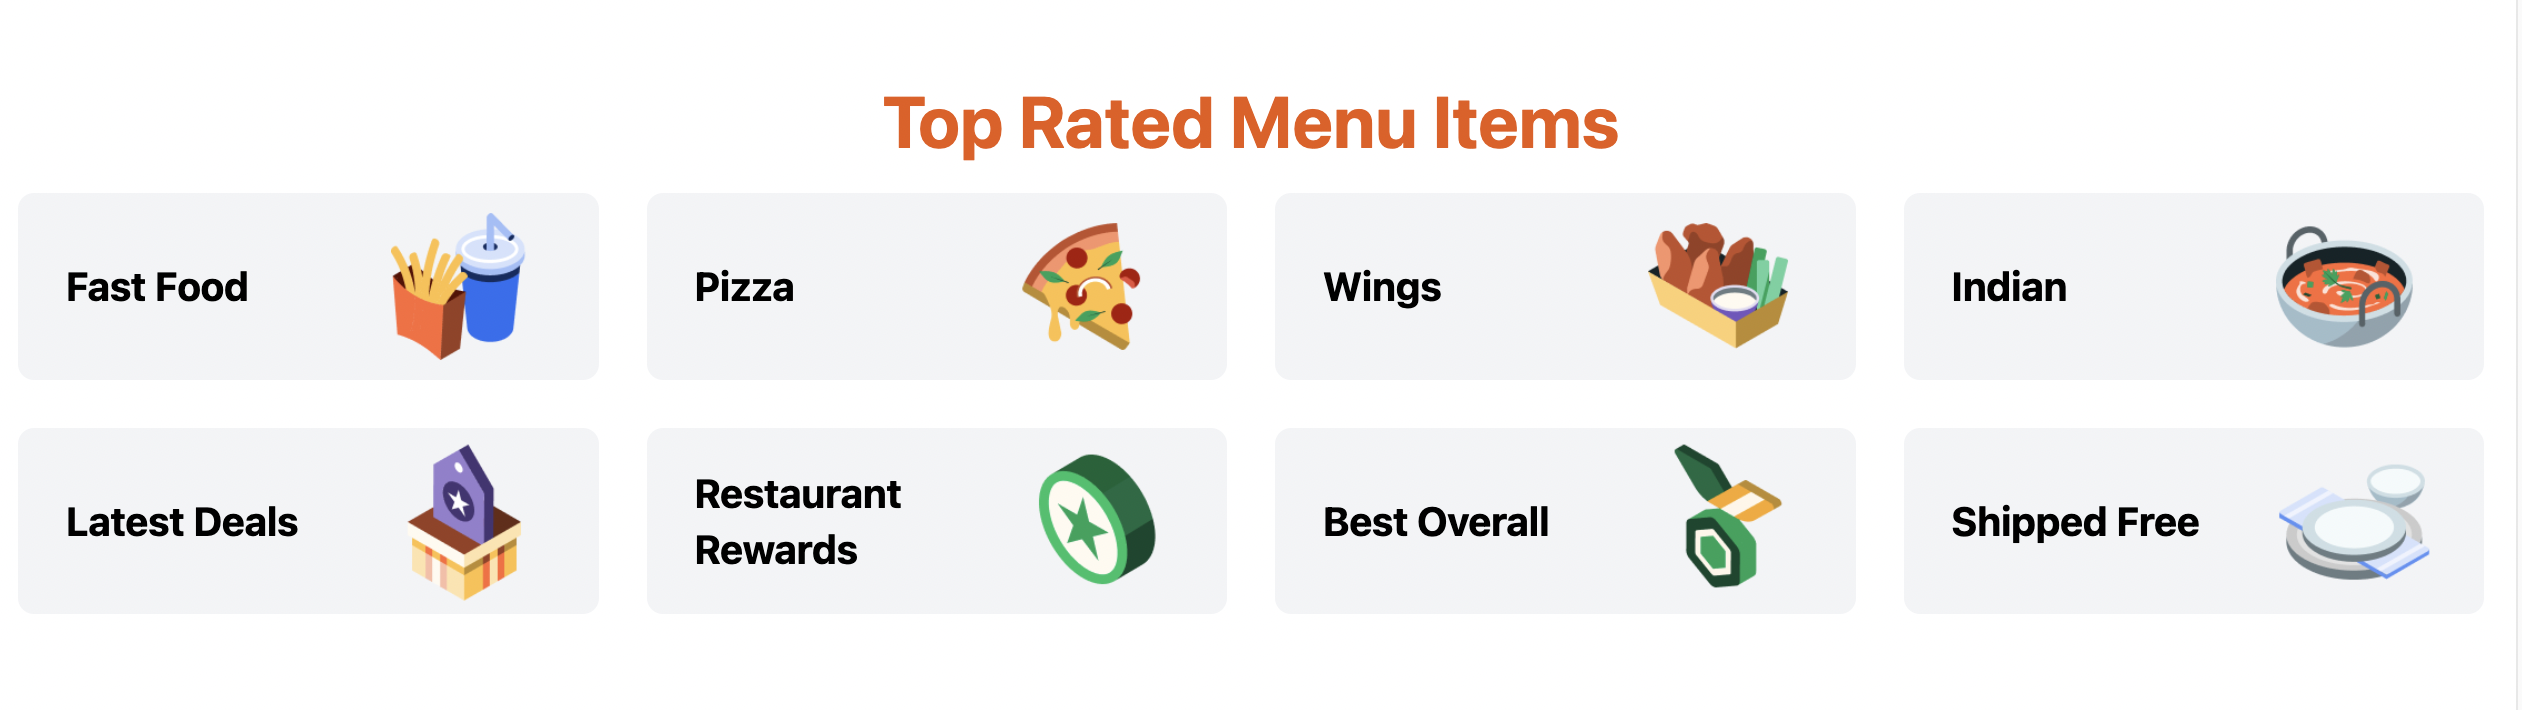 Top Rated Menu Items
Fast Food
Pizza
Wings
Indian
Latest Deals
Restaurant
Rewards
Best Overall
Shipped Free